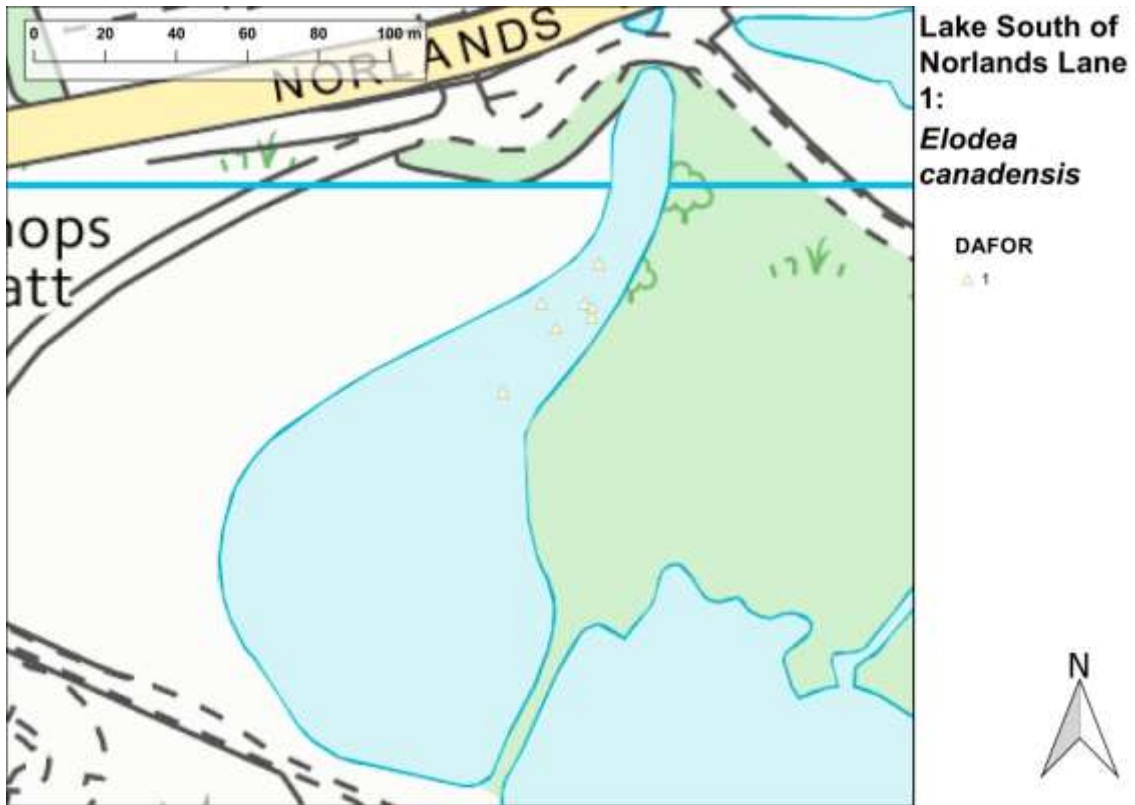 0 20 40 60 80 100 m
NORLANDS
hops
att
Lake South of
Norlands Lane
1:
Elodea
canadensis
DAFOR
1
N